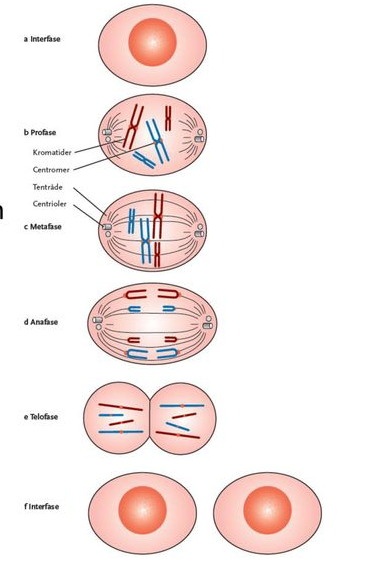 a Interfase
b Profase
Kromatider
Centromer
Tentråde
Centrioler
n
c Metafase
d Anafase
e Telofase
f Interfase